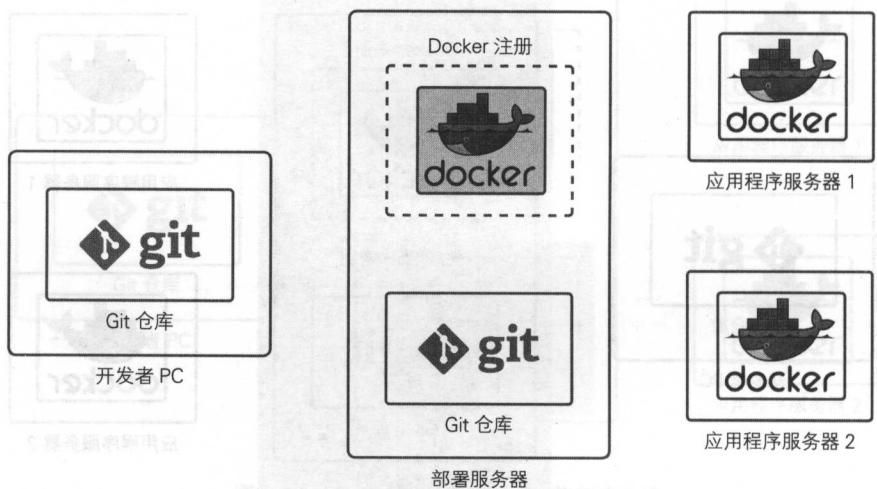 Docker 注册
docker
git
Git 仓库
开发者 PC
git
Git 仓库
部署服务器
docker
应用程序服务器 1
docker
应用程序服务器 2